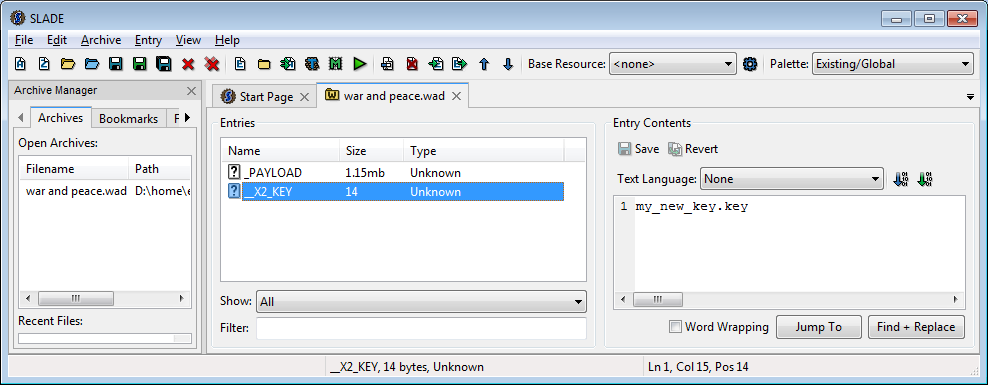 SLADE
File Edit Archive Entry View Help
Base Resource: <none> Palette: Existing/Global
Archive Manager
Archives Bookmarks F
Open Archives:
Filename Path
war and peace.wad D:\home\e
Recent Files:
Start Page war and peace.wad
Entries
Name Size Type
_PAYLOAD 1.15mb Unknown
__X2_KEY 14 Unknown
Show: All
Filter:
Entry Contents
Save Revert
Text Language: None
1 my_new_key.key
Word Wrapping Jump To Find + Replace
__X2_KEY, 14 bytes, Unknown
Ln 1, Col 15, Pos 14